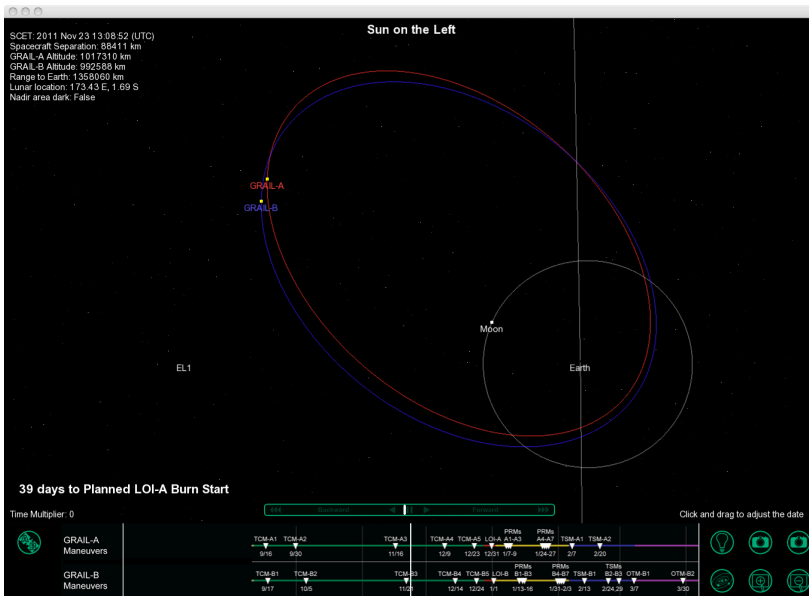 Sun on the Left
SCET: 2011 Nov 23 13:08:52 (UTC)
Spacecraft Separation: 88411 km
GRAIL-A Altitude: 1017310 km
GRAIL-B Altitude: 992588 km
Range to Earth: 1358060 km
Lunar location: 173.43 E, 1.69 S
Nadir area dark: False
GRAIL-A
GRAIL-B
Moon
EL1
Earth
39 days to Planned LOI-A Burn Start
Time Multiplier: 0
Backward
Forward
Click and drag to adjust the date
GRAIL-A
Maneuvers
PRMs PRMs
TCM-A1 TCM-A2 TCM-A3 TCM-A4 TCM-A5 LOI-A A1-A3 A4-A7 TSM-A1 TSM-A2
9/16 9/30 11/16 12/9 12/23 12/31 1/7-9 1/24-27 2/7 2/20
GRAIL-B
Maneuvers
PRMs PRMs TSMs
TCM-B1 TCM-B2 TCM-B3 TCM-B4 TCM-B5 LOI-B B1-B3 B4-B7 TSM-B1 B2-B3 OTM-B1 OTM-B2
9/17 10/5 11/21 12/14 12/24 1/1 1/13-16 1/31-2/3 2/13 2/24,29 3/7 3/30